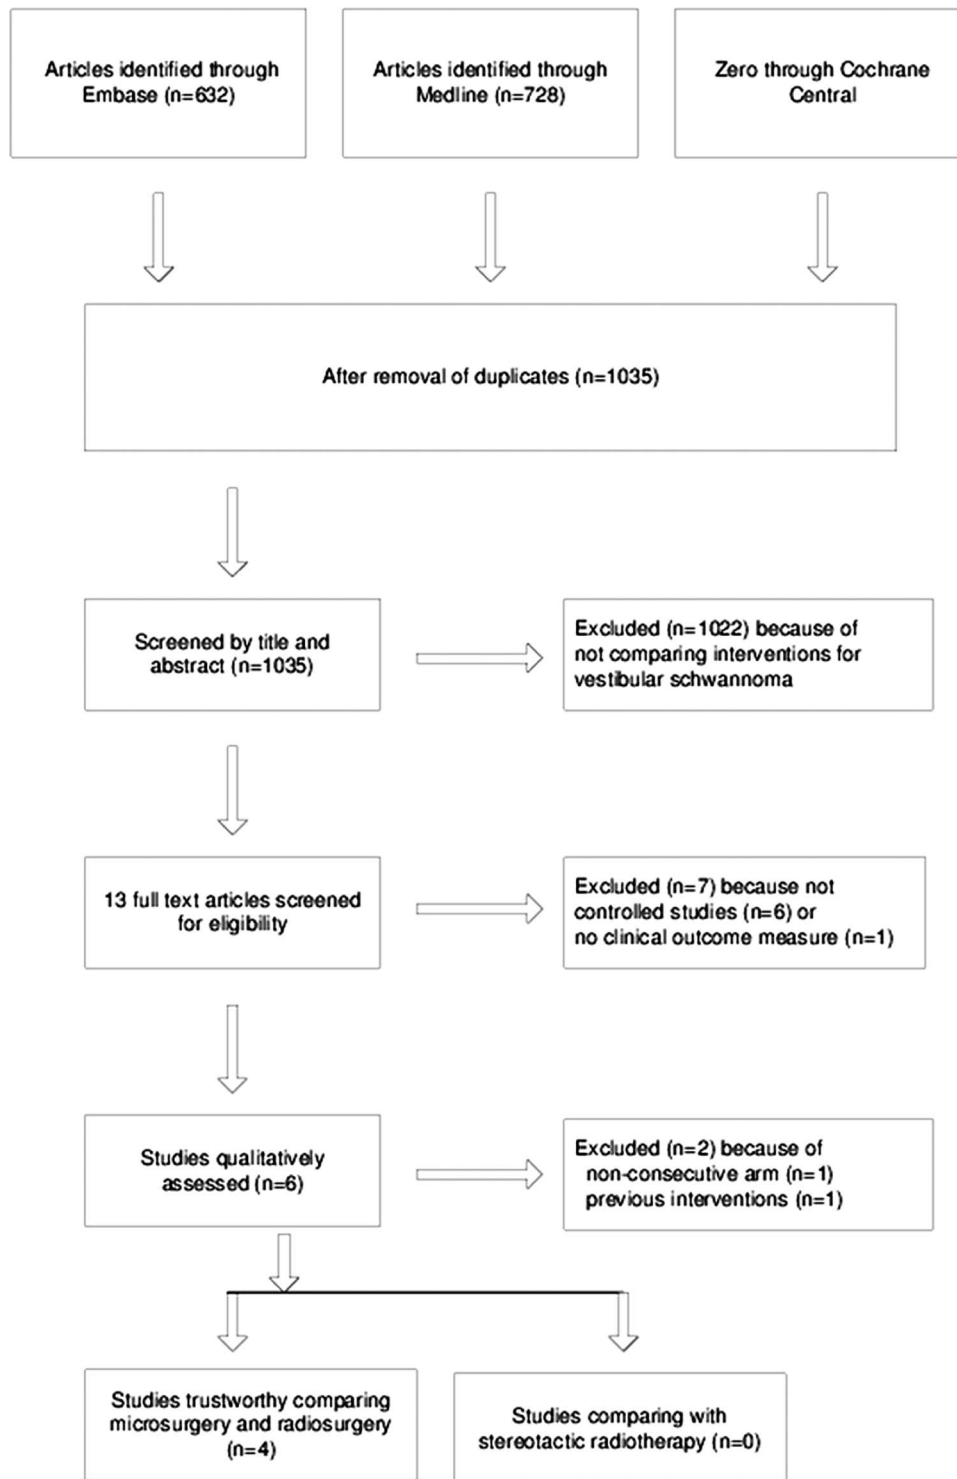 Articles identified through
Embase (n=632)
Articles identified through
Medline (n=728)
Zero through Cochrane
Central
After removal of duplicates (n=1035)
Screened by title and
abstract (n=1035)
Excluded (n=1022) because of
not comparing interventions for
vestibular schwannoma
13 full text articles screened
for eligibility
Excluded (n=7) because not
controlled studies (n=6) or
no clinical outcome measure (n=1)
Studies qualitatively
assessed (n=6)
Excluded (n=2) because of
non-consecutive arm (n=1)
previous interventions (n=1)
Studies trustworthy comparing
microsurgery and radiosurgery
(n=4)
Studies comparing with
stereotactic radiotherapy (n=0)